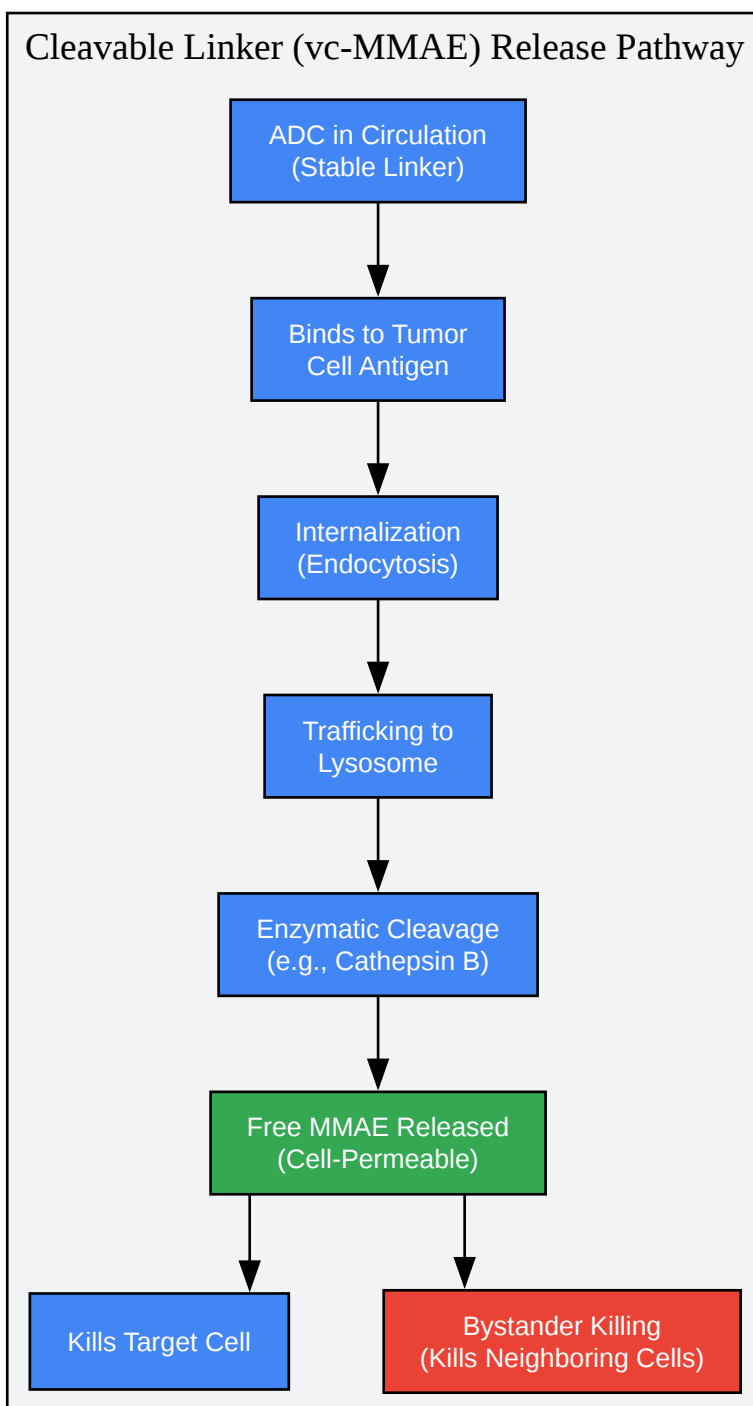 Cleavable Linker (vc-MMAE) Release Pathway
ADC in Circulation
(Stable Linker)
Binds to Tumor
Cell Antigen
Internalization
(Endocytosis)
Trafficking to
Lysosome
Enzymatic Cleavage
(e.g., Cathepsin B)
Free MMAE Released
(Cell-Permeable)
Kills Target Cell
Bystander Killing
(Kills Neighboring Cells)